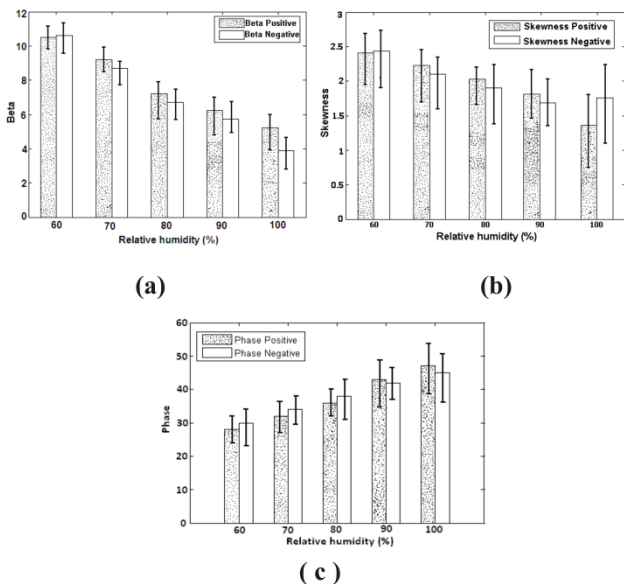 12
10
8
6
4
2
0
Beta
Beta Positive
Beta Negative
60 70 80 90 100
Relative humidity (%)
(a)
3
2.5
2
1.5
1
0.5
0
Skewness
Skewness Positive
Skewness Negative
60 70 80 90 100
Relative humidity (%)
(b)
60
50
40
30
20
10
0
Phase
Phase Positive
Phase Negative
60 70 80 90 100
Relative humidity (%)
( c )